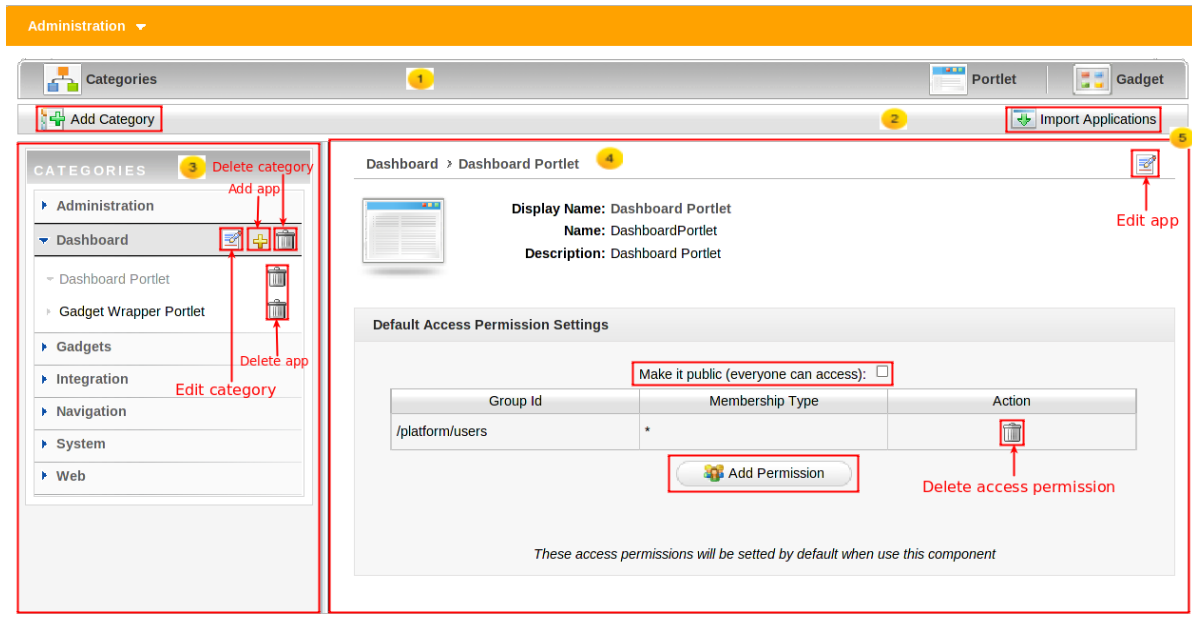 Administration
Categories 1 Portlet Gadget
Add Category 2 Import Applications
5
CATEGORIES 3 Delete category
Add app
Administration
Dashboard
Dashboard Portlet
Gadget Wrapper Portlet
Gadgets
Delete app
Integration
Edit category
Navigation
System
Web
Dashboard › Dashboard Portlet 4
Edit app
Display Name: Dashboard Portlet
Name: DashboardPortlet
Description: Dashboard Portlet
Default Access Permission Settings
Make it public (everyone can access):
Group Id Membership Type Action
/platform/users *
Add Permission
Delete access permission
These access permissions will be setted by default when use this component